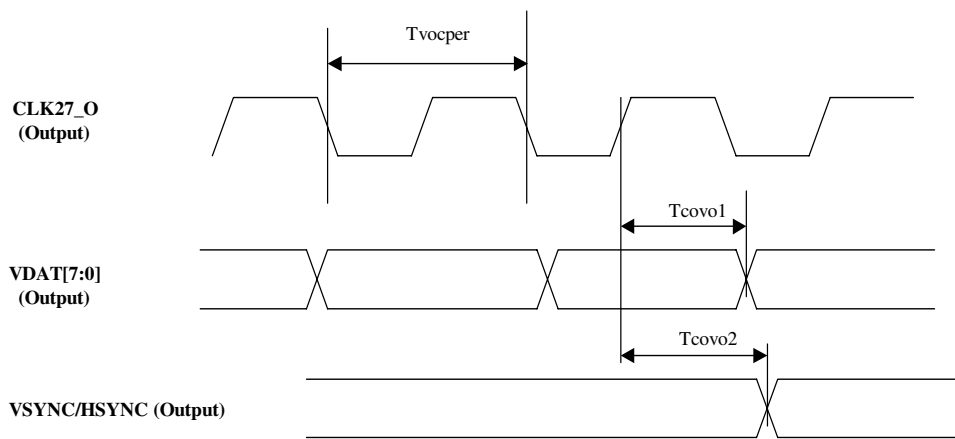 Tvocper
CLK27_O
(Output)
Tcovo1
VDAT[7:0]
(Output)
Tcovo2
VSYNC/HSYNC (Output)